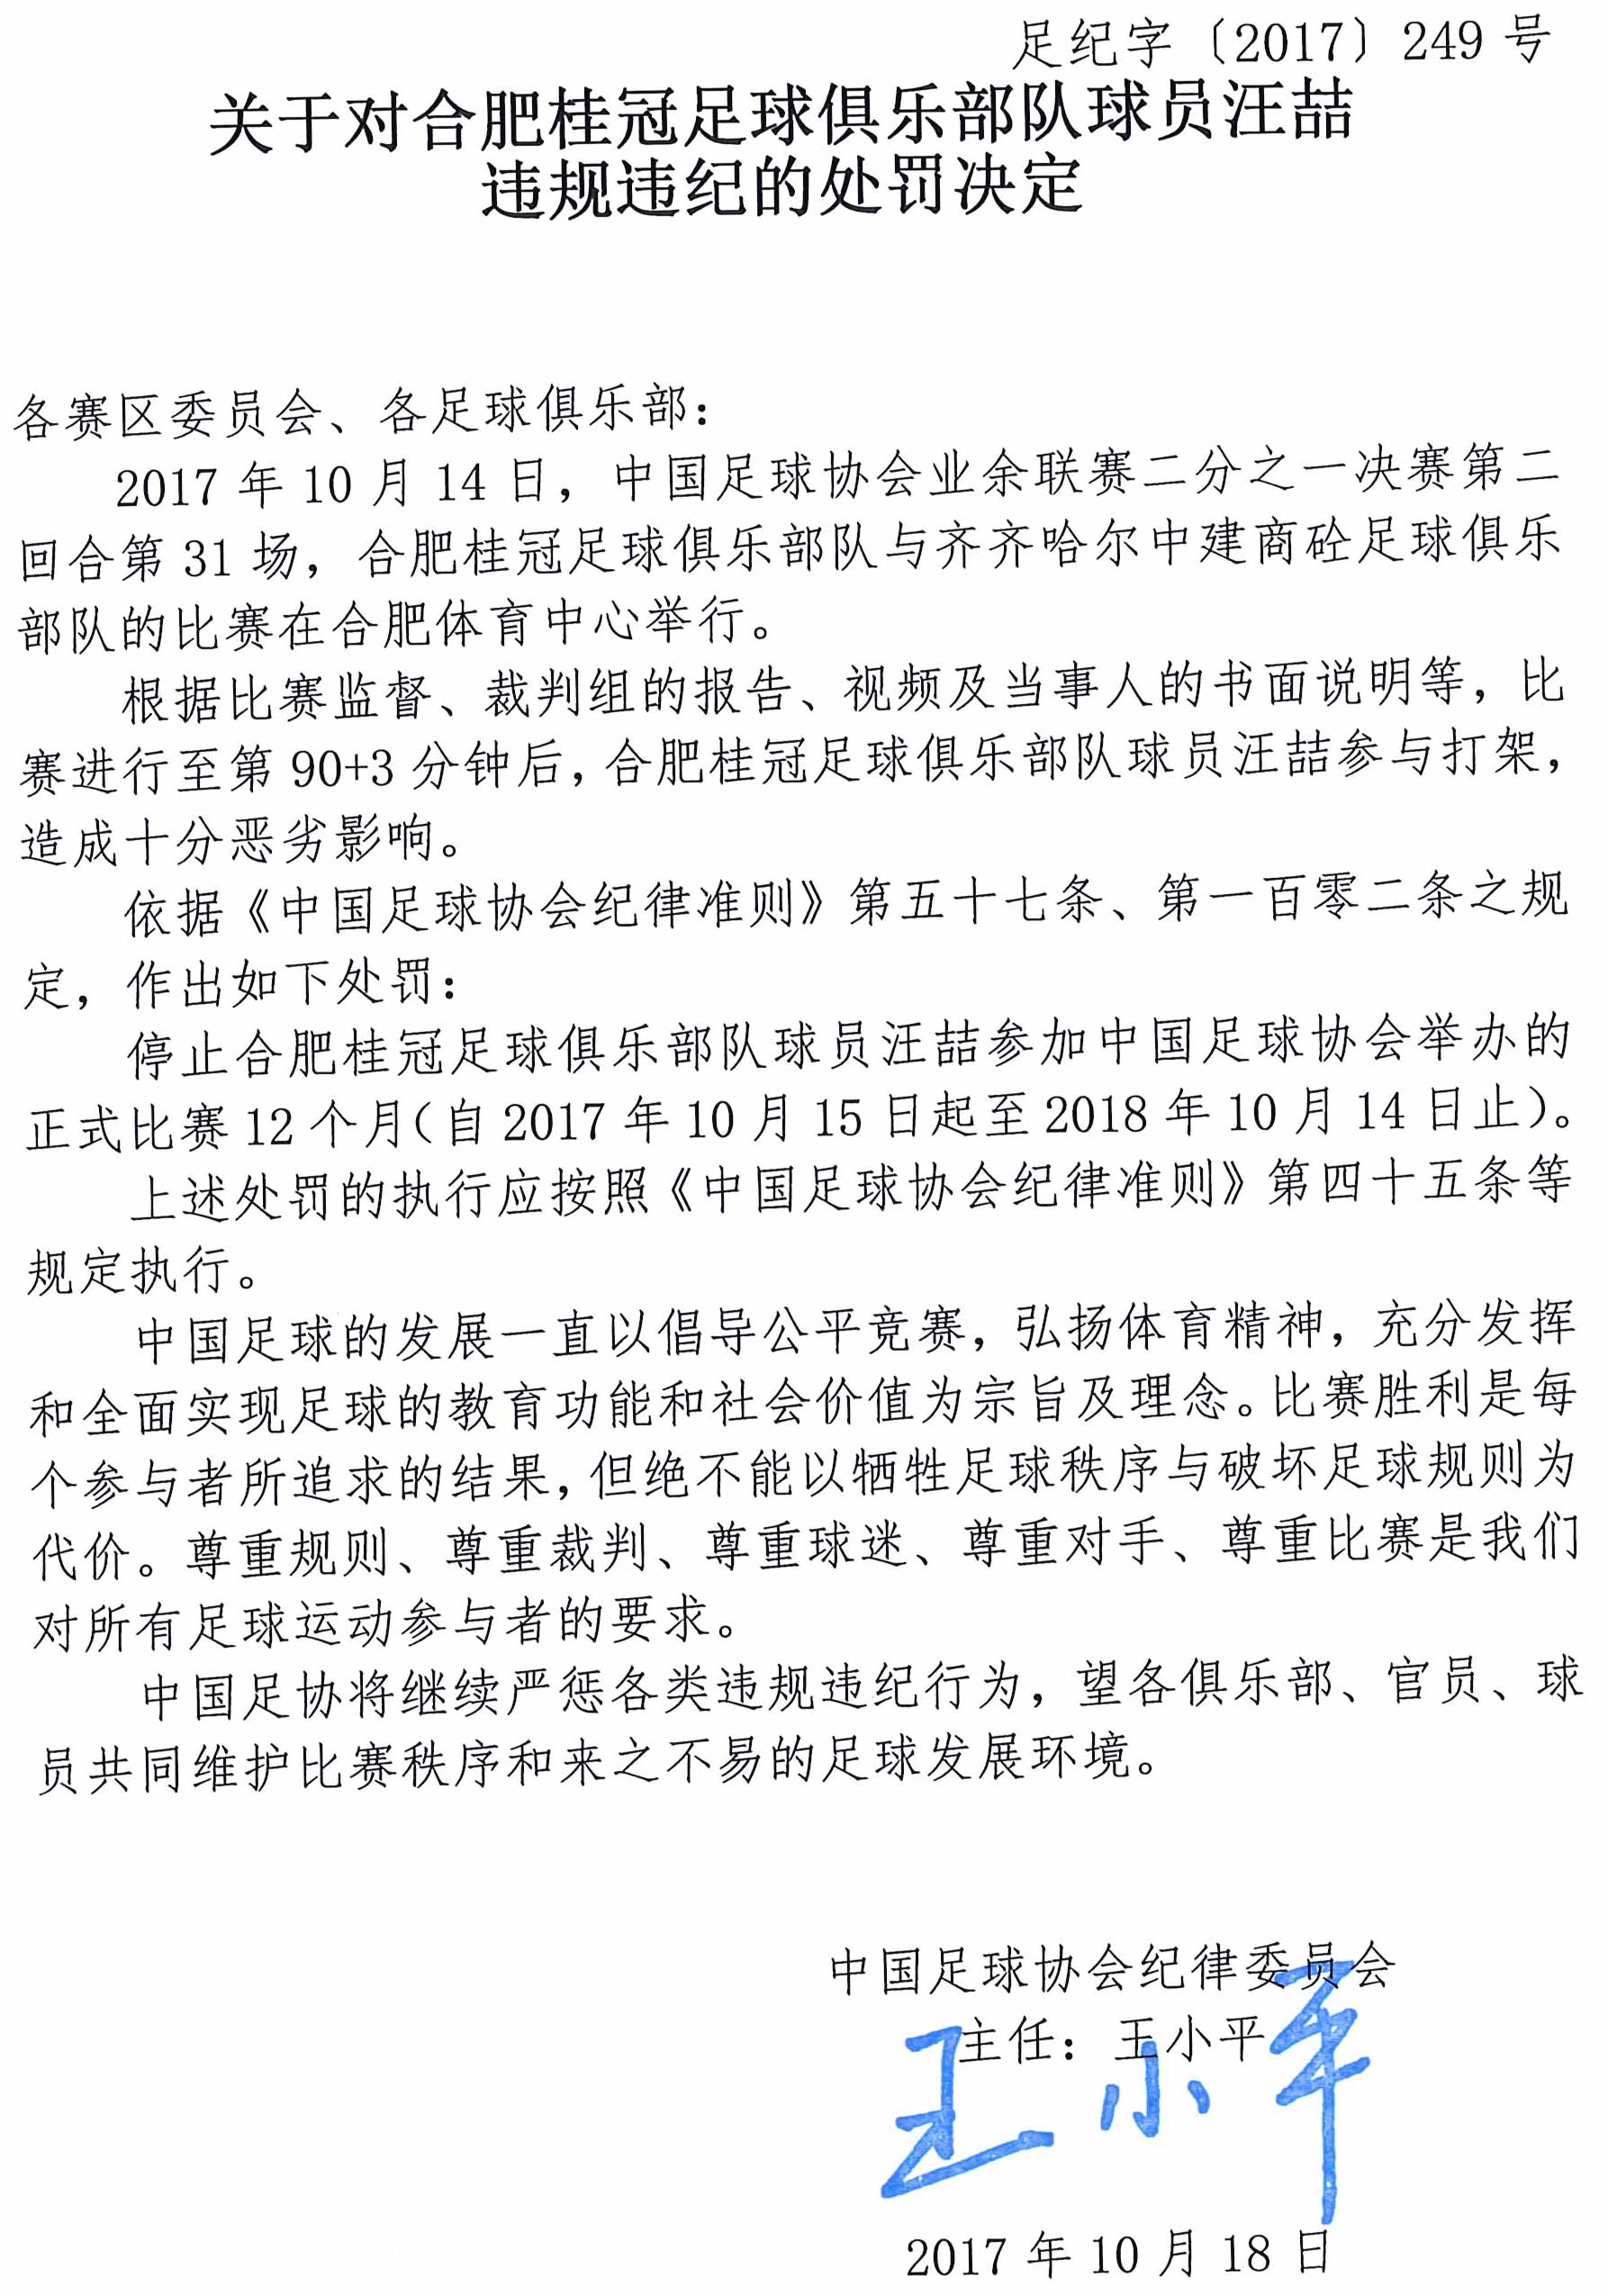 足纪字〔2017〕249 号
关于对合肥桂冠足球俱乐部队球员汪喆
违规违纪的处罚决定
各赛区委员会、各足球俱乐部：
2017 年 10 月 14 日，中国足球协会业余联赛二分之一决赛第二
回合第 31 场，合肥桂冠足球俱乐部队与齐齐哈尔中建商砼足球俱乐
部队的比赛在合肥体育中心举行。
根据比赛监督、裁判组的报告、视频及当事人的书面说明等，比
赛进行至第 90+3 分钟后，合肥桂冠足球俱乐部队球员汪喆参与打架，
造成十分恶劣影响。
依据《中国足球协会纪律准则》第五十七条、第一百零二条之规
定，作出如下处罚：
停止合肥桂冠足球俱乐部队球员汪喆参加中国足球协会举办的
正式比赛 12 个月（自 2017 年 10 月 15 日起至 2018 年 10 月 14 日止）。
上述处罚的执行应按照《中国足球协会纪律准则》第四十五条等
规定执行。
中国足球的发展一直以倡导公平竞赛，弘扬体育精神，充分发挥
和全面实现足球的教育功能和社会价值为宗旨及理念。比赛胜利是每
个参与者所追求的结果，但绝不能以牺牲足球秩序与破坏足球规则为
代价。尊重规则、尊重裁判、尊重球迷、尊重对手、尊重比赛是我们
对所有足球运动参与者的要求。
中国足协将继续严惩各类违规违纪行为，望各俱乐部、官员、球
员共同维护比赛秩序和来之不易的足球发展环境。
中国足球协会纪律委员会
主任：王小平
王小平
2017 年 10 月 18 日